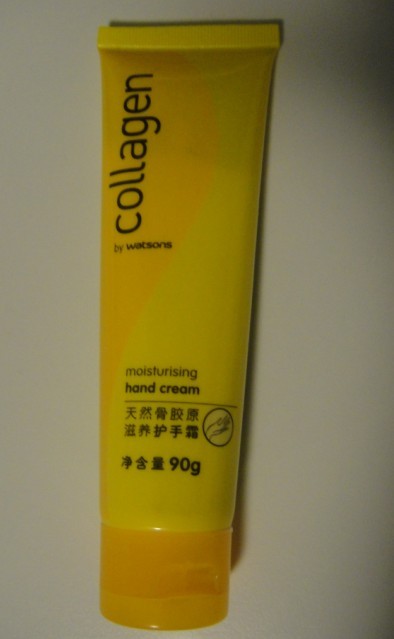 collagen
by watsons
moisturising
hand cream
天然骨胶原
滋养护手霜
净含量 90g